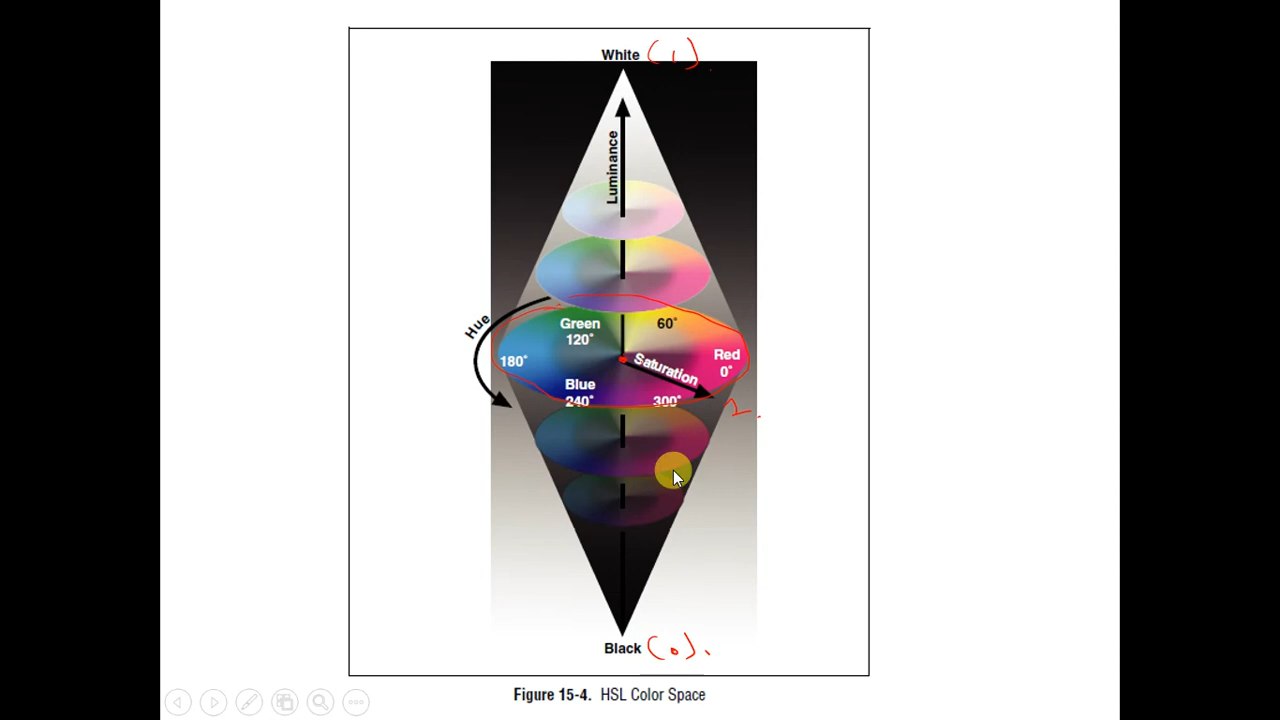 White (1)
Luminance
Hue
Green
120°
60°
180°
Saturation
Red
0°
Blue
240°
300°
Black (0)
Figure 15-4. HSL Color Space